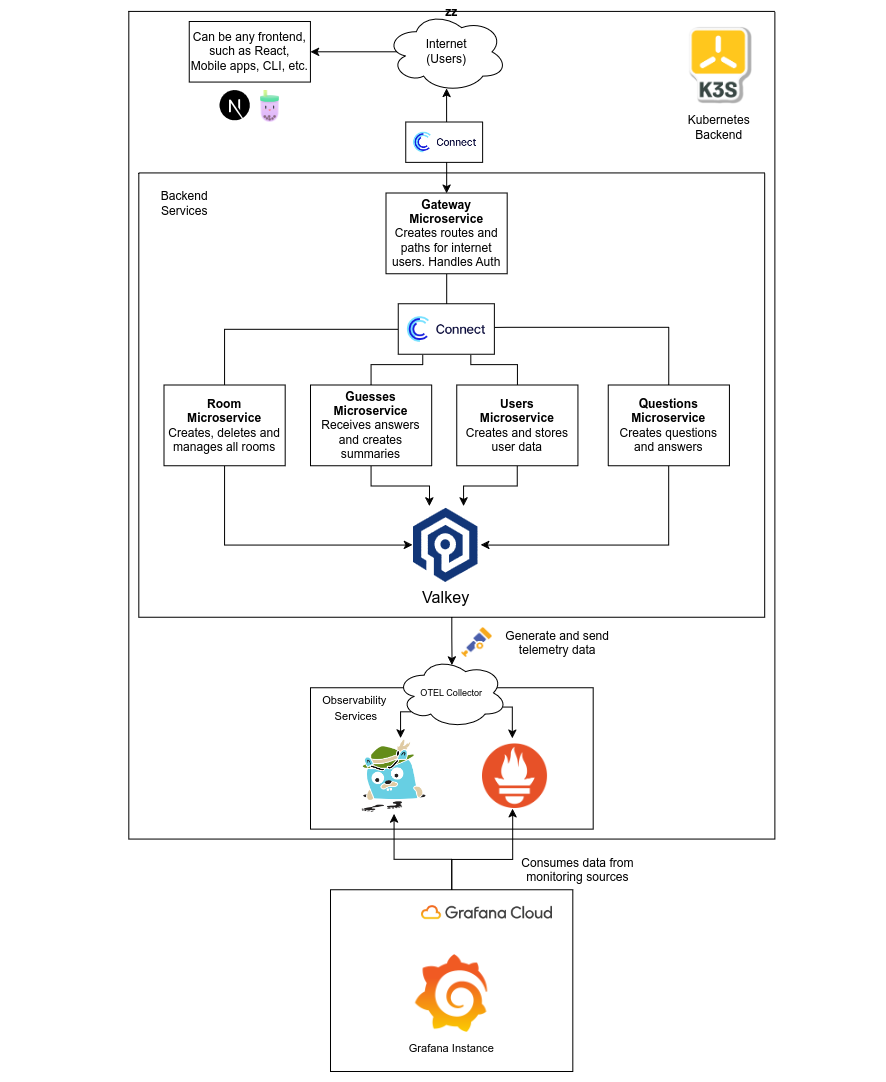 zz
Can be any frontend,
such as React,
Mobile apps, CLI, etc.
Internet
(Users)
K3S
Kubernetes
Backend
N
Connect
Backend
Services
Gateway
Microservice
Creates routes and
paths for internet
users. Handles Auth
Connect
Room
Microservice
Creates, deletes and
manages all rooms
Guesses
Microservice
Receives answers
and creates
summaries
Users
Microservice
Creates and stores
user data
Questions
Microservice
Creates questions
and answers
Valkey
Generate and send
telemetry data
Observability
Services
OTEL Collector
Consumes data from
monitoring sources
Grafana Cloud
Grafana Instance